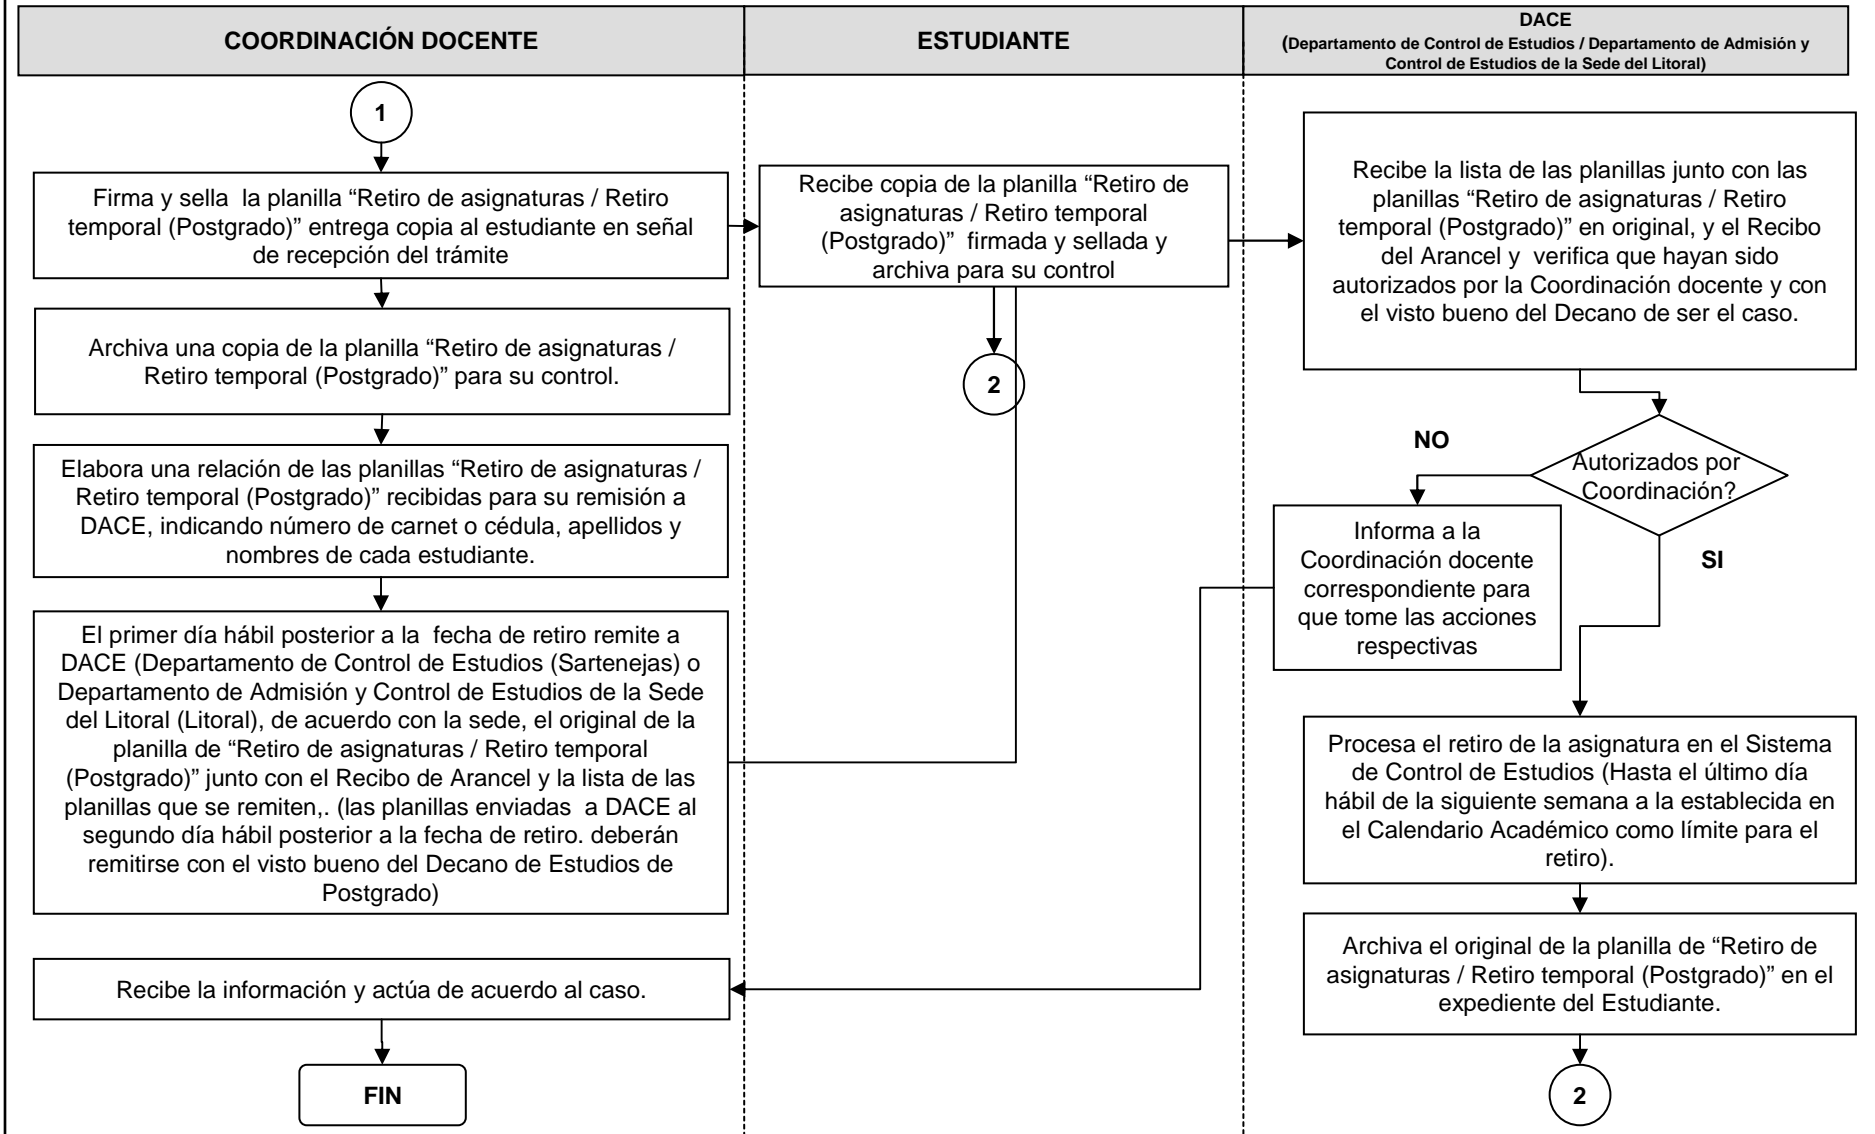 COORDINACIÓN DOCENTE
ESTUDIANTE
DACE
(Departamento de Control de Estudios / Departamento de Admisión y
Control de Estudios de la Sede del Litoral)
1
Firma y sella la planilla “Retiro de asignaturas / Retiro
temporal (Postgrado)” entrega copia al estudiante en señal
de recepción del trámite
Archiva una copia de la planilla “Retiro de asignaturas /
Retiro temporal (Postgrado)” para su control.
Elabora una relación de las planillas “Retiro de asignaturas /
Retiro temporal (Postgrado)” recibidas para su remisión a
DACE, indicando número de carnet o cédula, apellidos y
nombres de cada estudiante.
El primer día hábil posterior a la fecha de retiro remite a
DACE (Departamento de Control de Estudios (Sartenejas) o
Departamento de Admisión y Control de Estudios de la Sede
del Litoral (Litoral), de acuerdo con la sede, el original de la
planilla de “Retiro de asignaturas / Retiro temporal
(Postgrado)” junto con el Recibo de Arancel y la lista de las
planillas que se remiten,. (las planillas enviadas a DACE al
segundo día hábil posterior a la fecha de retiro. deberán
remitirse con el visto bueno del Decano de Estudios de
Postgrado)
Recibe la información y actúa de acuerdo al caso.
FIN
Recibe copia de la planilla “Retiro de
asignaturas / Retiro temporal
(Postgrado)” firmada y sellada y
archiva para su control
2
Recibe la lista de las planillas junto con las
planillas “Retiro de asignaturas / Retiro
temporal (Postgrado)” en original, y el Recibo
del Arancel y verifica que hayan sido
autorizados por la Coordinación docente y con
el visto bueno del Decano de ser el caso.
NO
Autorizados por
Coordinación?
SI
Informa a la
Coordinación docente
correspondiente para
que tome las acciones
respectivas
Procesa el retiro de la asignatura en el Sistema
de Control de Estudios (Hasta el último día
hábil de la siguiente semana a la establecida en
el Calendario Académico como límite para el
retiro).
Archiva el original de la planilla de “Retiro de
asignaturas / Retiro temporal (Postgrado)” en el
expediente del Estudiante.
2